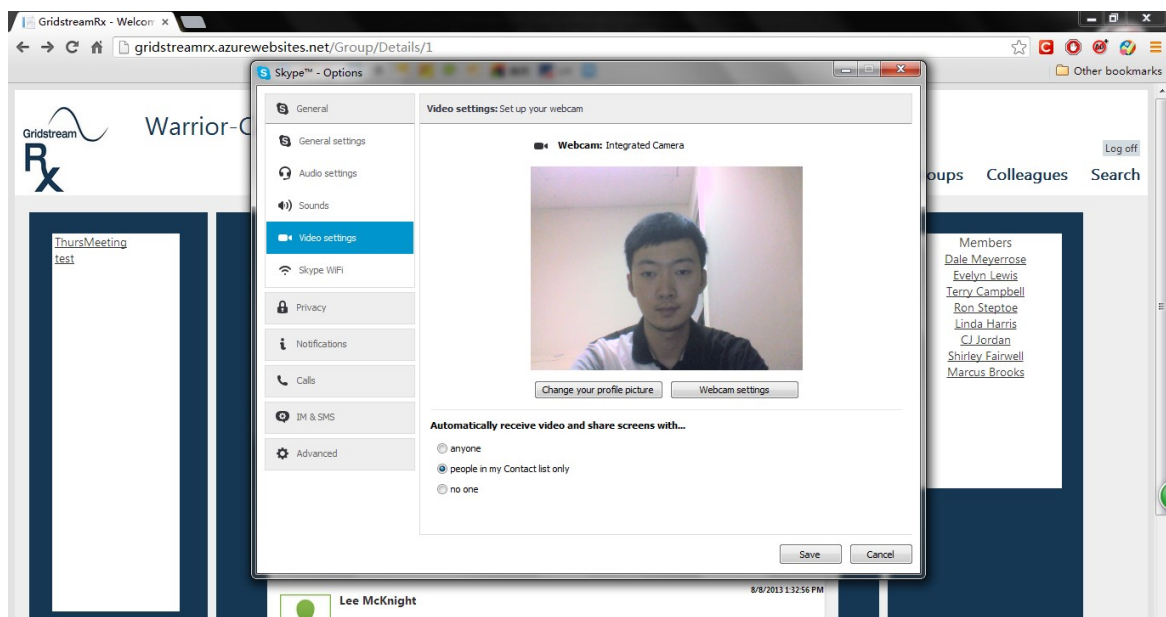 GridstreamRx - Welcom
gridstreamrx.azurewebsites.net/Group/Details/1
Other bookmarks
Skype™ - Options
Gridstream
Rx
Warrior-C
Log off
oups Colleagues Search
General
General settings
Audio settings
Sounds
Video settings
Skype WiFi
Privacy
Notifications
Calls
IM & SMS
Advanced
Video settings: Set up your webcam
Webcam: Integrated Camera
Change your profile picture
Webcam settings
Automatically receive video and share screens with...
anyone
people in my Contact list only
no one
Save
Cancel
ThursMeeting
test
Members
Dale Meyerrose
Evelyn Lewis
Terry Campbell
Ron Steptoe
Linda Harris
CJ Jordan
Shirley Fairwell
Marcus Brooks
Lee McKnight
8/8/2013 1:32:56 PM